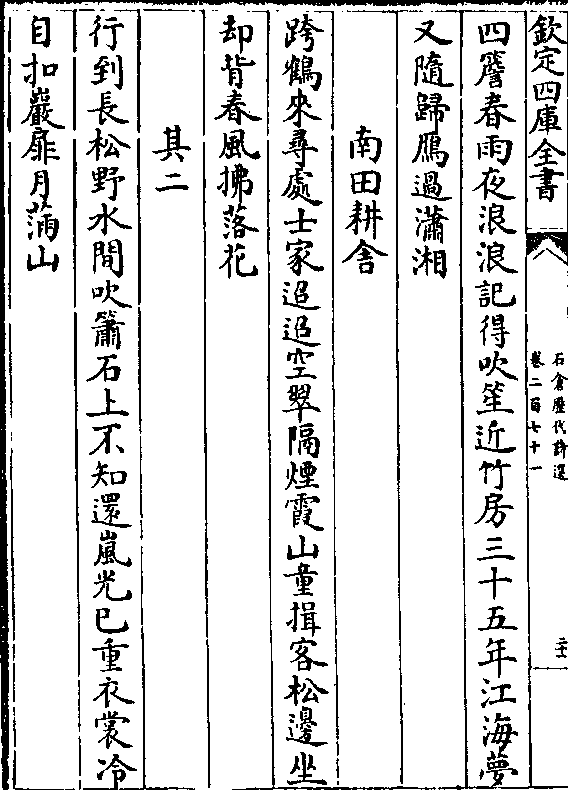 欽定四庫全書
石倉歷代詩選
卷二百七十一
四簷春雨夜浪浪記得吹笙近竹房三十五年江海夢
又隨歸鴈過瀟湘
南田耕舍
跨鶴來尋處士家迢迢空翠隔煙霞山童揖客松邊坐
却背春風拂落花
其二
行到長松野水間吹簫石上不知還嵐光已重衣裳冷
自扣巖扉月滿山